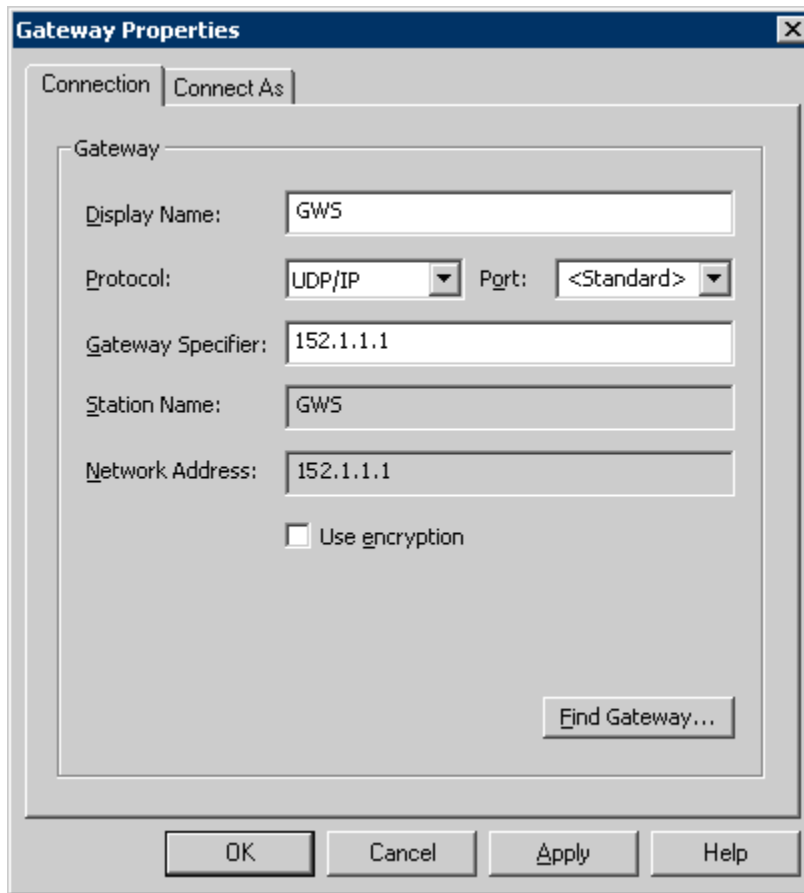 Gateway Properties
Connection Connect As
Gateway
Display Name: GWS
Protocol: UDP/IP Port: <Standard>
Gateway Specifier: 152.1.1.1
Station Name: GWS
Network Address: 152.1.1.1
Use encryption
Find Gateway...
OK Cancel Apply Help